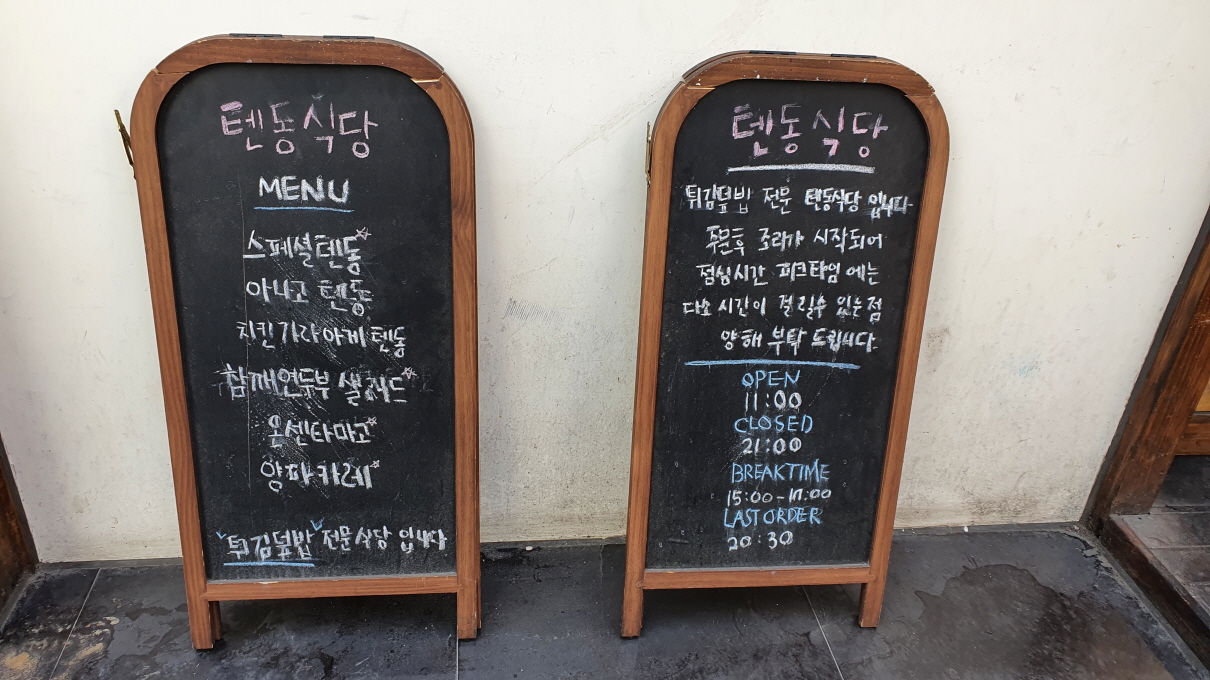 텐동식당
MENU
스페셜텐동
아나고 텐동
치킨가라아게 텐동
참깨연두부 샐러드
온센타마고
양파카레
튀김덮밥 전문식당 입니다
텐동식당
튀김덮밥 전문 텐동식당 입니다
주문후 조리가 시작되어
점심시간 피크타임에는
다소 시간이 걸릴수 있는점
양해 부탁 드립니다.
OPEN
11:00
CLOSED
21:00
BREAKTIME
15:00-17:00
LAST ORDER
20:30